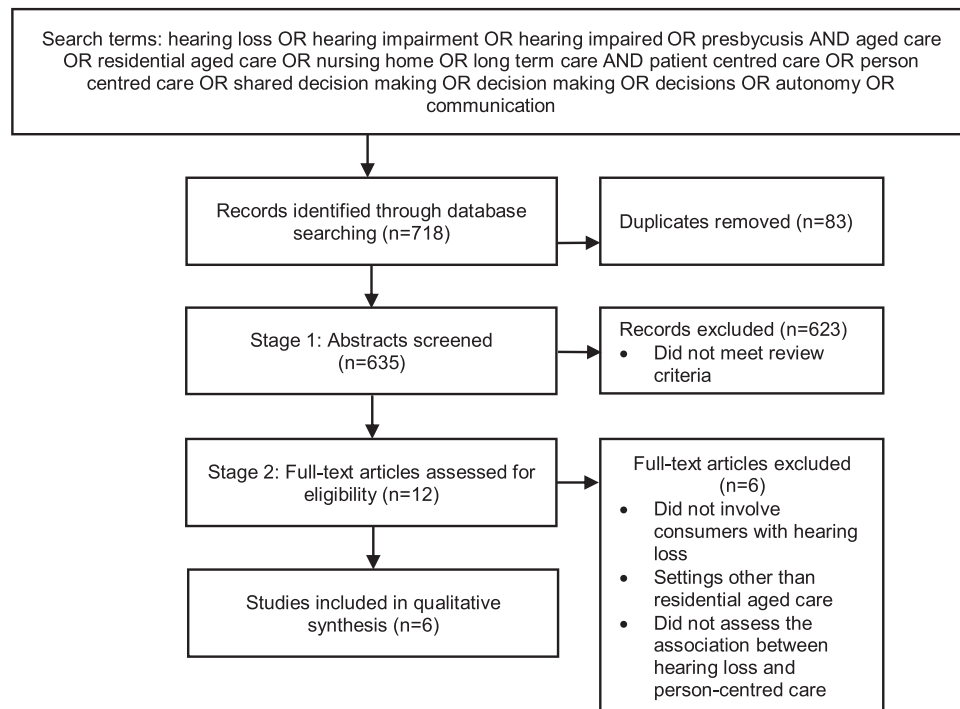 Search terms: hearing loss OR hearing impairment OR hearing impaired OR presbycusis AND aged care
OR residential aged care OR nursing home OR long term care AND patient centred care OR person
centred care OR shared decision making OR decision making OR decisions OR autonomy OR
communication
Records identified through database
searching (n=718)
Duplicates removed (n=83)
Stage 1: Abstracts screened
(n=635)
Records excluded (n=623)
• Did not meet review
criteria
Stage 2: Full-text articles assessed for
eligibility (n=12)
Full-text articles excluded
(n=6)
• Did not involve
consumers with hearing
loss
• Settings other than
residential aged care
• Did not assess the
association between
hearing loss and
person-centred care
Studies included in qualitative
synthesis (n=6)